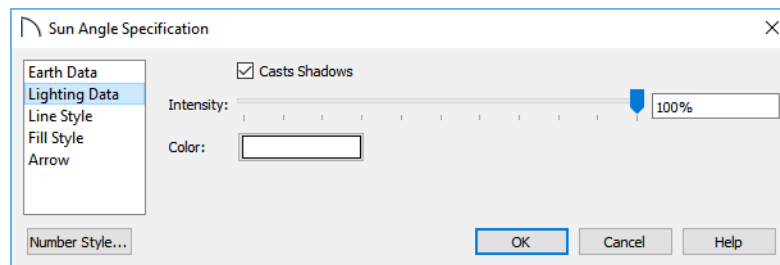 Sun Angle Specification
Earth Data
Lighting Data
Line Style
Fill Style
Arrow
Casts Shadows
Intensity:
100%
Color:
Number Style...
OK
Cancel
Help